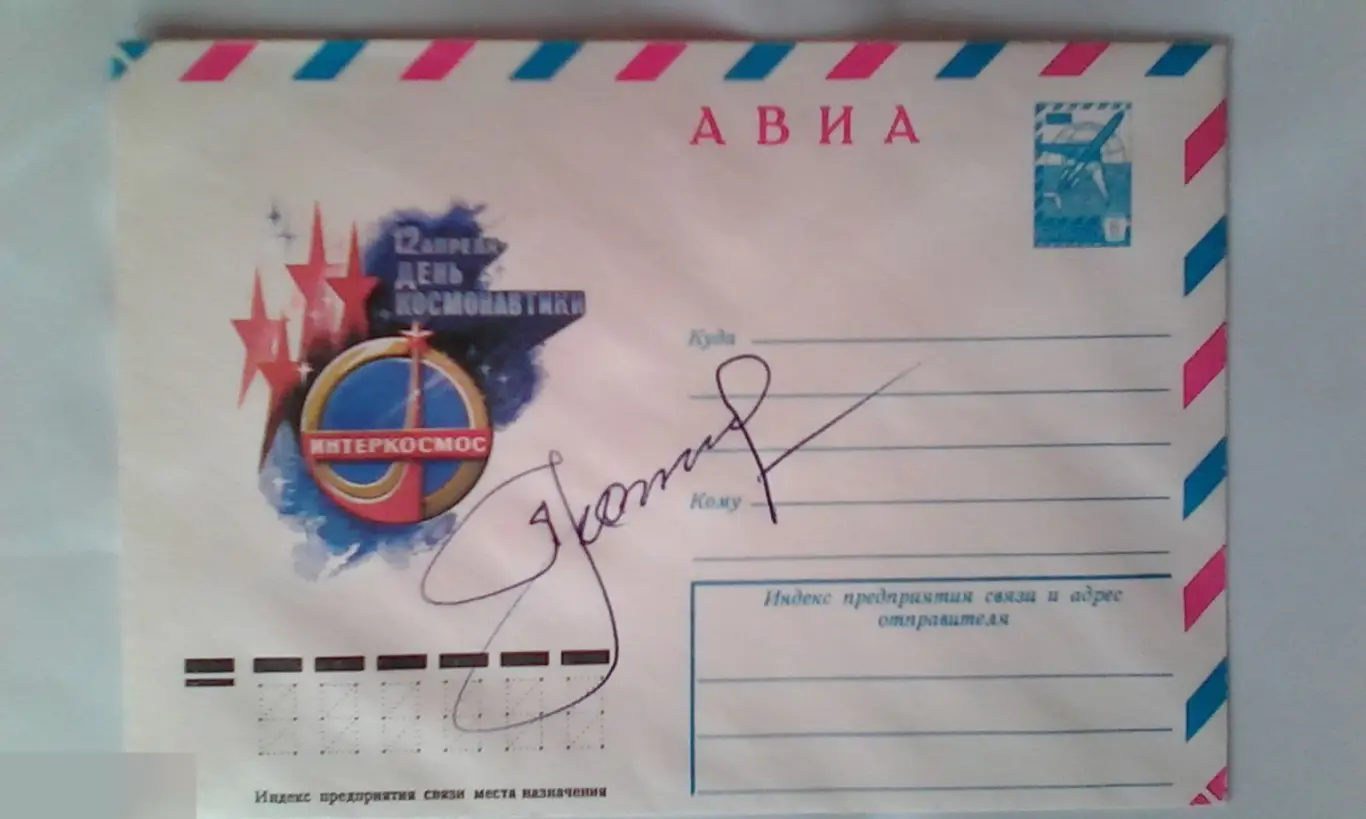 АВИА
12 АПРЕЛЯ
ДЕНЬ
КОСМОНАВТИКИ
ИНТЕРКОСМОС
Куда
Кому
Индекс предприятия связи и адрес
отправителя
Индекс предприятия связи места назначения